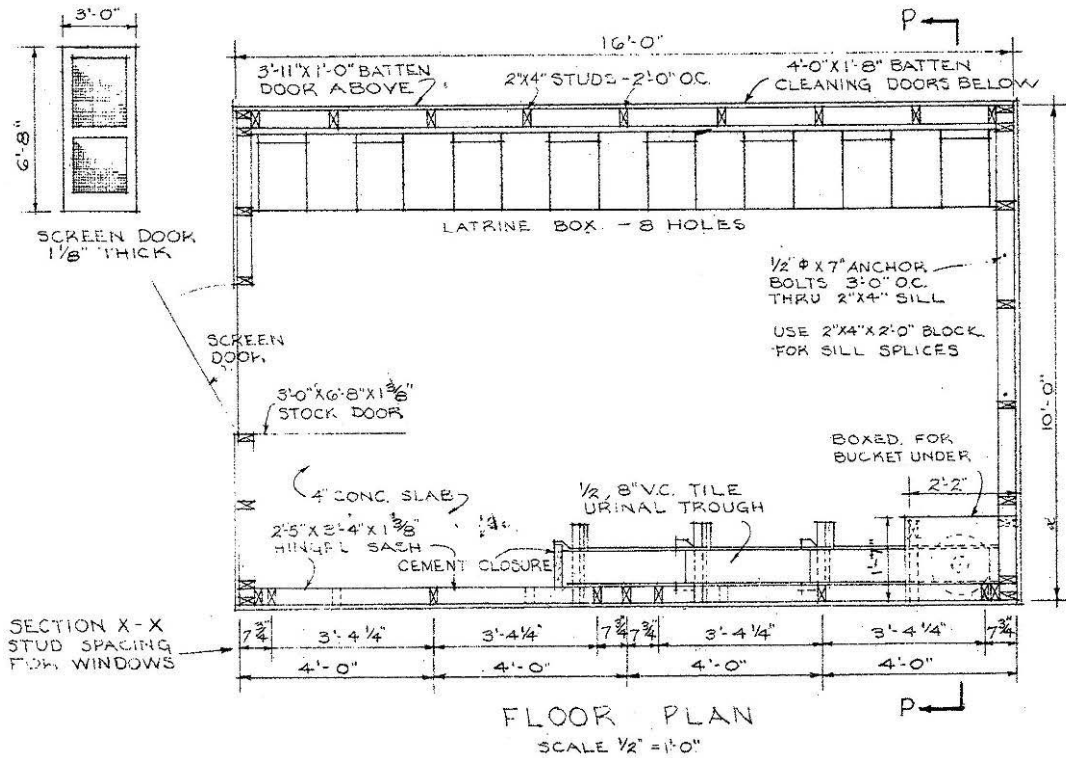 3'-0"
P
16'-0"
3'-11"X1'-0" BATTEN
DOOR ABOVE
2"X4" STUDS - 2'-0" O.C.
4'-0"X1'-8" BATTEN
CLEANING DOORS BELOW
6'-8"
SCREEN DOOR
1 1/8" THICK
LATRINE BOX - 8 HOLES
1/2" φ X 7" ANCHOR
BOLTS 3'-0" O.C.
THRU 2"X4" SILL
USE 2"X4"X2'-0" BLOCK
FOR SILL SPLICES
SCREEN
DOOR
3'-0"X6'-8"X1 3/8"
STOCK DOOR
10'-0"
BOXED FOR
BUCKET UNDER
2'-2"
4" CONC. SLAB
1/2, 8" V.C. TILE
URINAL TROUGH
2'-5"X3'-4"X1 3/8"
SASH
CEMENT CLOSURE
1'-7"
SECTION X-X
STUD SPACING
FOR WINDOWS
7 3/4" 3'-4 1/4" 3'-4 1/4" 7 3/4" 7 3/4" 3'-4 1/4" 3'-4 1/4" 7 3/4"
4'-0" 4'-0" 4'-0" 4'-0"
P
FLOOR PLAN
SCALE 1/2" = 1'-0"